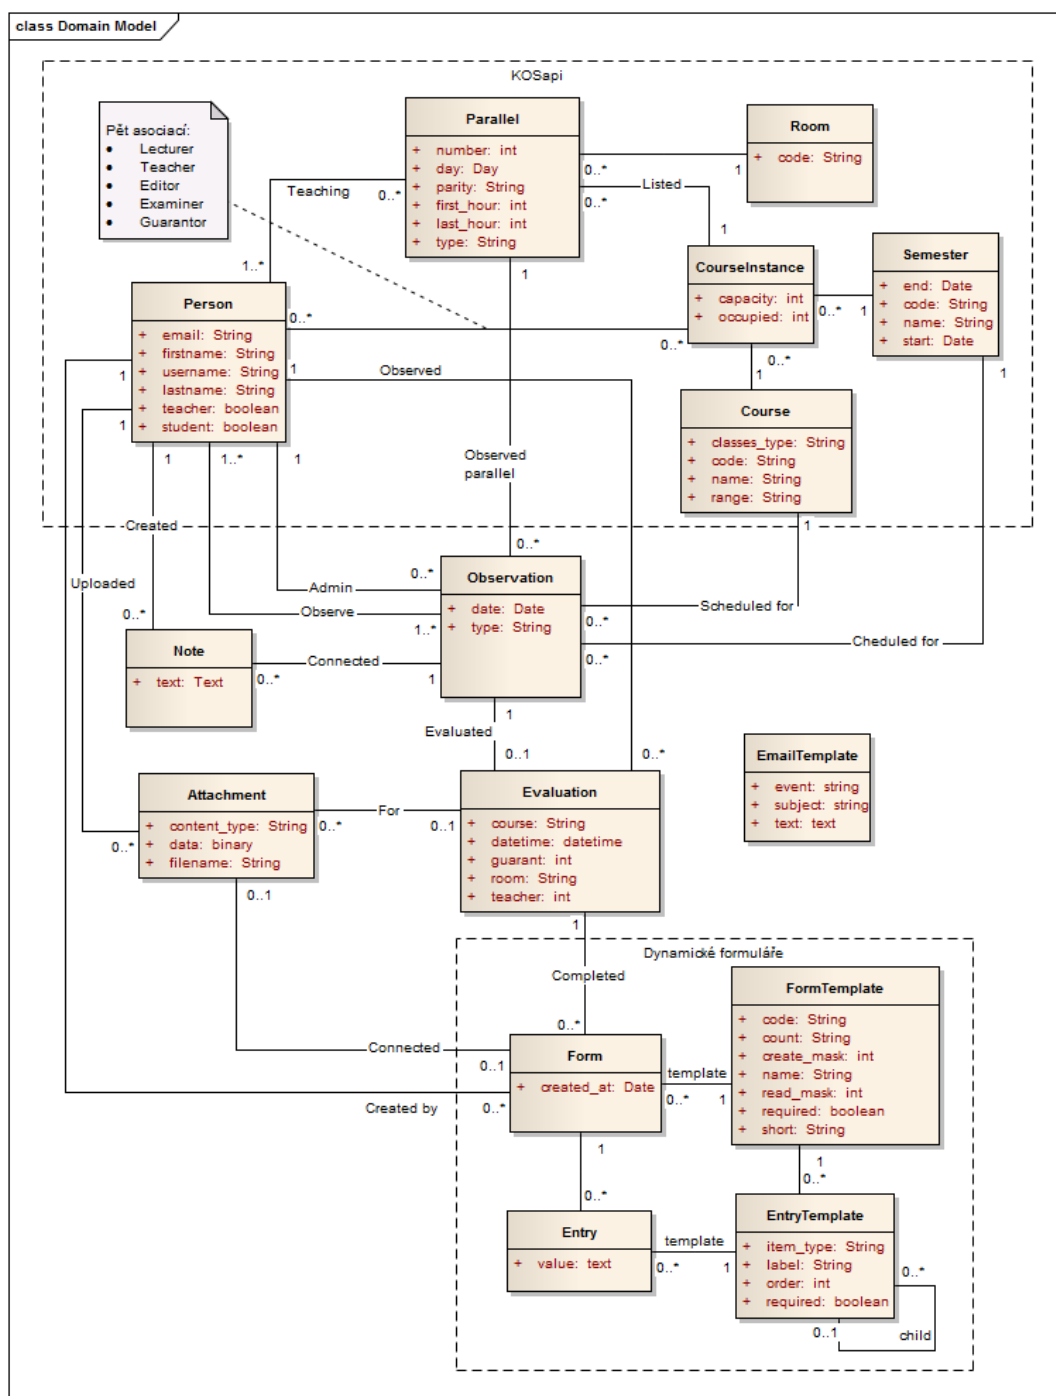 class Domain Model
KOSapi
Pět asociací:
• Lecturer
• Teacher
• Editor
• Examiner
• Guarantor
Parallel
+ number: int
+ day: Day
+ parity: String
+ first_hour: int
+ last_hour: int
+ type: String
Room
+ code: String
0..*
1
Listed
0..*
1
Teaching
0..*
1..*
CourseInstance
+ capacity: int
+ occupied: int
Semester
+ end: Date
+ code: String
+ name: String
+ start: Date
0..*
1
Person
+ email: String
+ firstname: String
+ username: String
+ lastname: String
+ teacher: boolean
+ student: boolean
0..*
0..*
1
0..*
1
1
Observed
1
1
1
Course
+ classes_type: String
+ code: String
+ name: String
+ range: String
1
1..*
1
Observed
parallel
1
Created
Uploaded
0..*
0..*
Admin
Observe
1..*
Observation
+ date: Date
+ type: String
0..*
Scheduled for
0..*
Cheduled for
0..*
Note
+ text: Text
Connected
0..*
1
1
Evaluated
0..1
0..*
EmailTemplate
+ event: string
+ subject: string
+ text: text
Attachment
+ content_type: String
+ data: binary
+ filename: String
0..*
For
0..*
0..1
Evaluation
+ course: String
+ datetime: datetime
+ guarant: int
+ room: String
+ teacher: int
0..1
1
Dynamické formuláře
Completed
0..*
FormTemplate
+ code: String
+ count: String
+ create_mask: int
+ name: String
+ read_mask: int
+ required: boolean
+ short: String
Connected
0..1
Form
+ created_at: Date
template
0..*
1
Created by
0..*
1
0..*
1
0..*
Entry
+ value: text
template
0..*
1
EntryTemplate
+ item_type: String
+ label: String
+ order: int
+ required: boolean
0..*
0..1
child